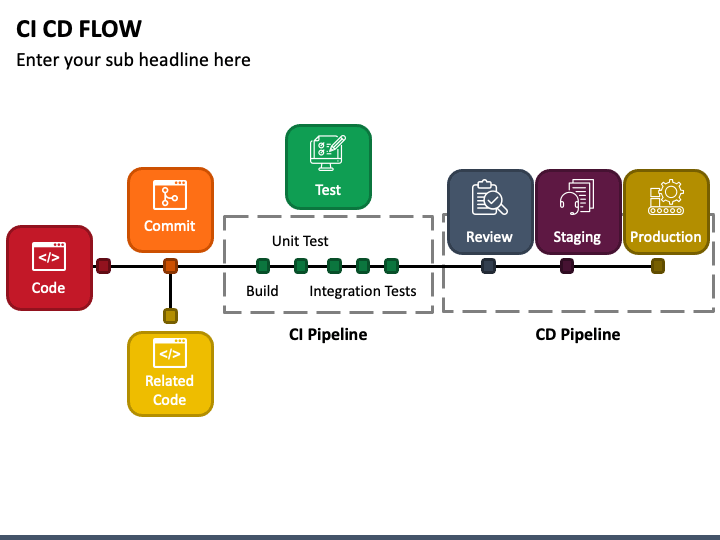 CI CD FLOW
Enter your sub headline here
Test
Commit
Review
Staging
Production
Unit Test
</>
Code
Build
Integration Tests
CI Pipeline
CD Pipeline
</>
Related
Code